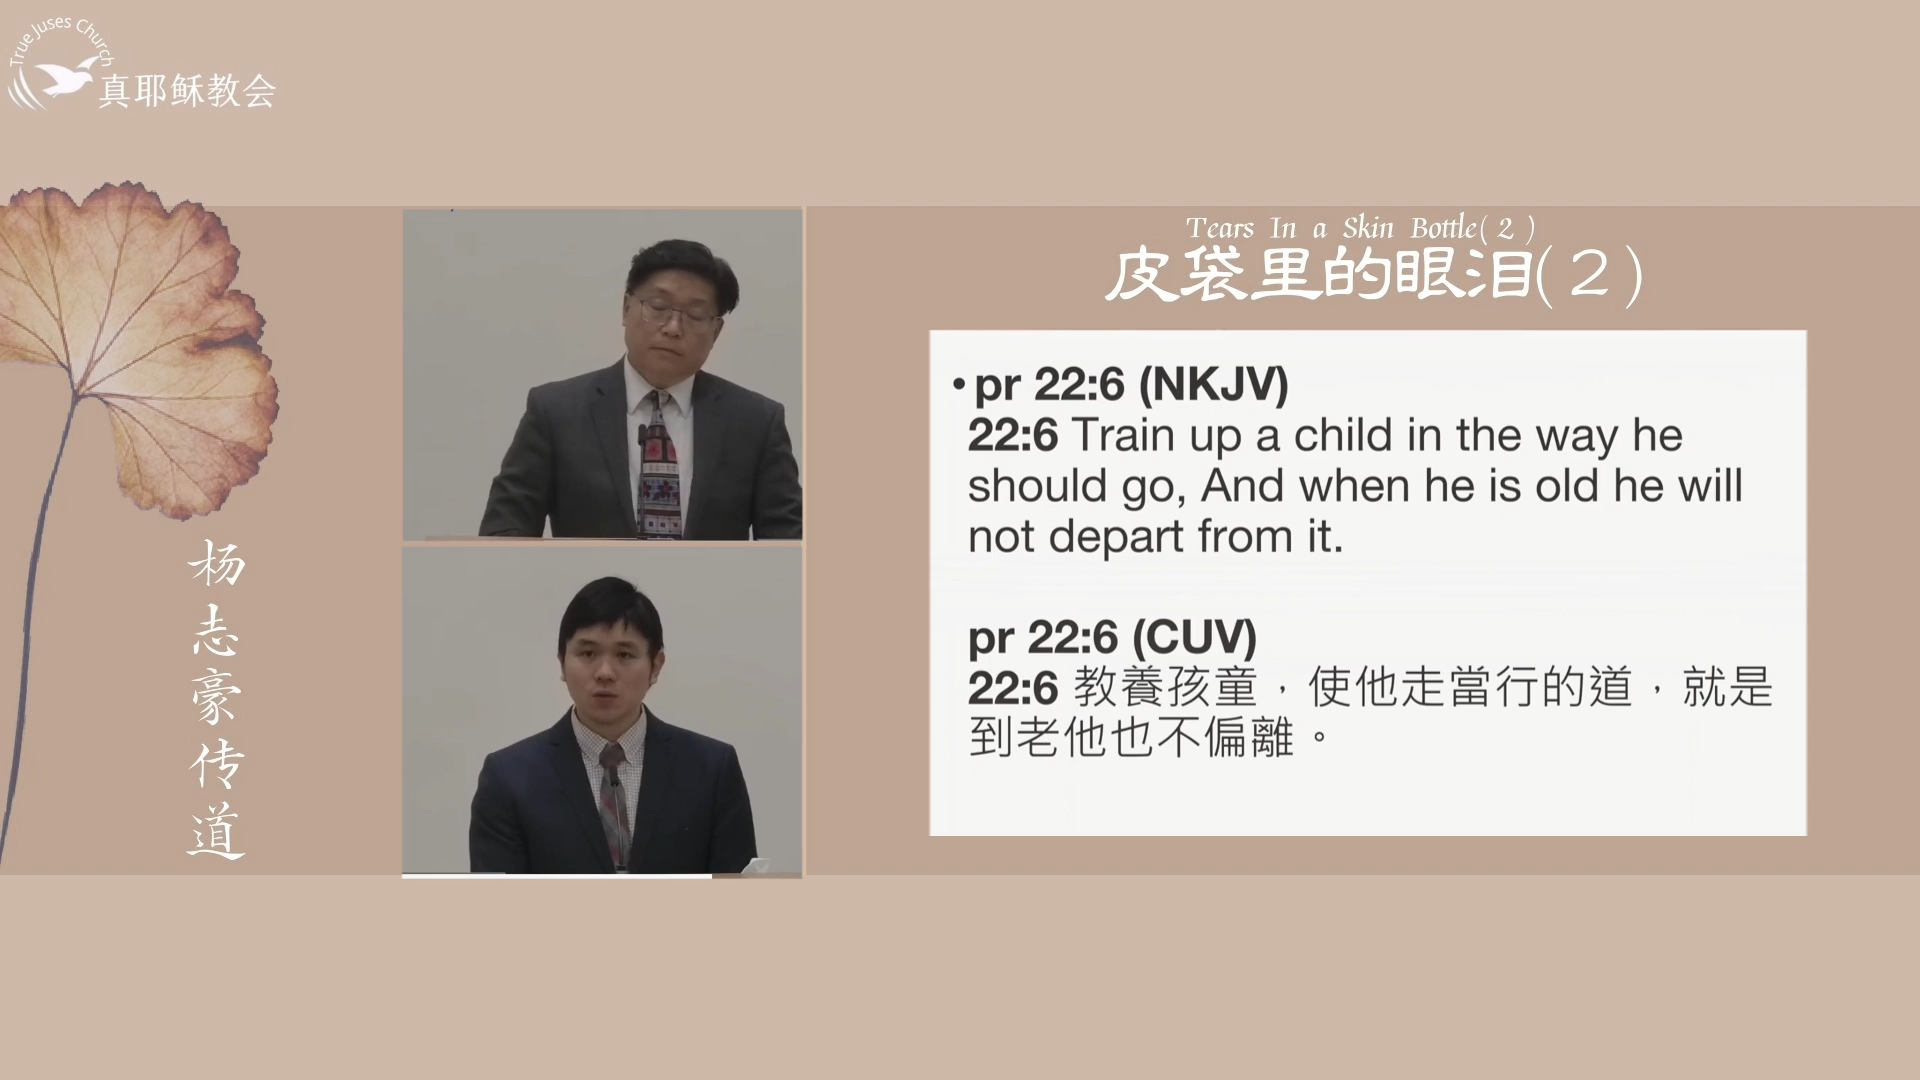 True Juses Church
真耶稣教会
Tears In a Skin Bottle(2)
皮袋里的眼泪(2)
• pr 22:6 (NKJV)
22:6 Train up a child in the way he
should go, And when he is old he will
not depart from it.
pr 22:6 (CUV)
22:6 教養孩童，使他走當行的道，就是
到老他也不偏離。
杨志豪传道